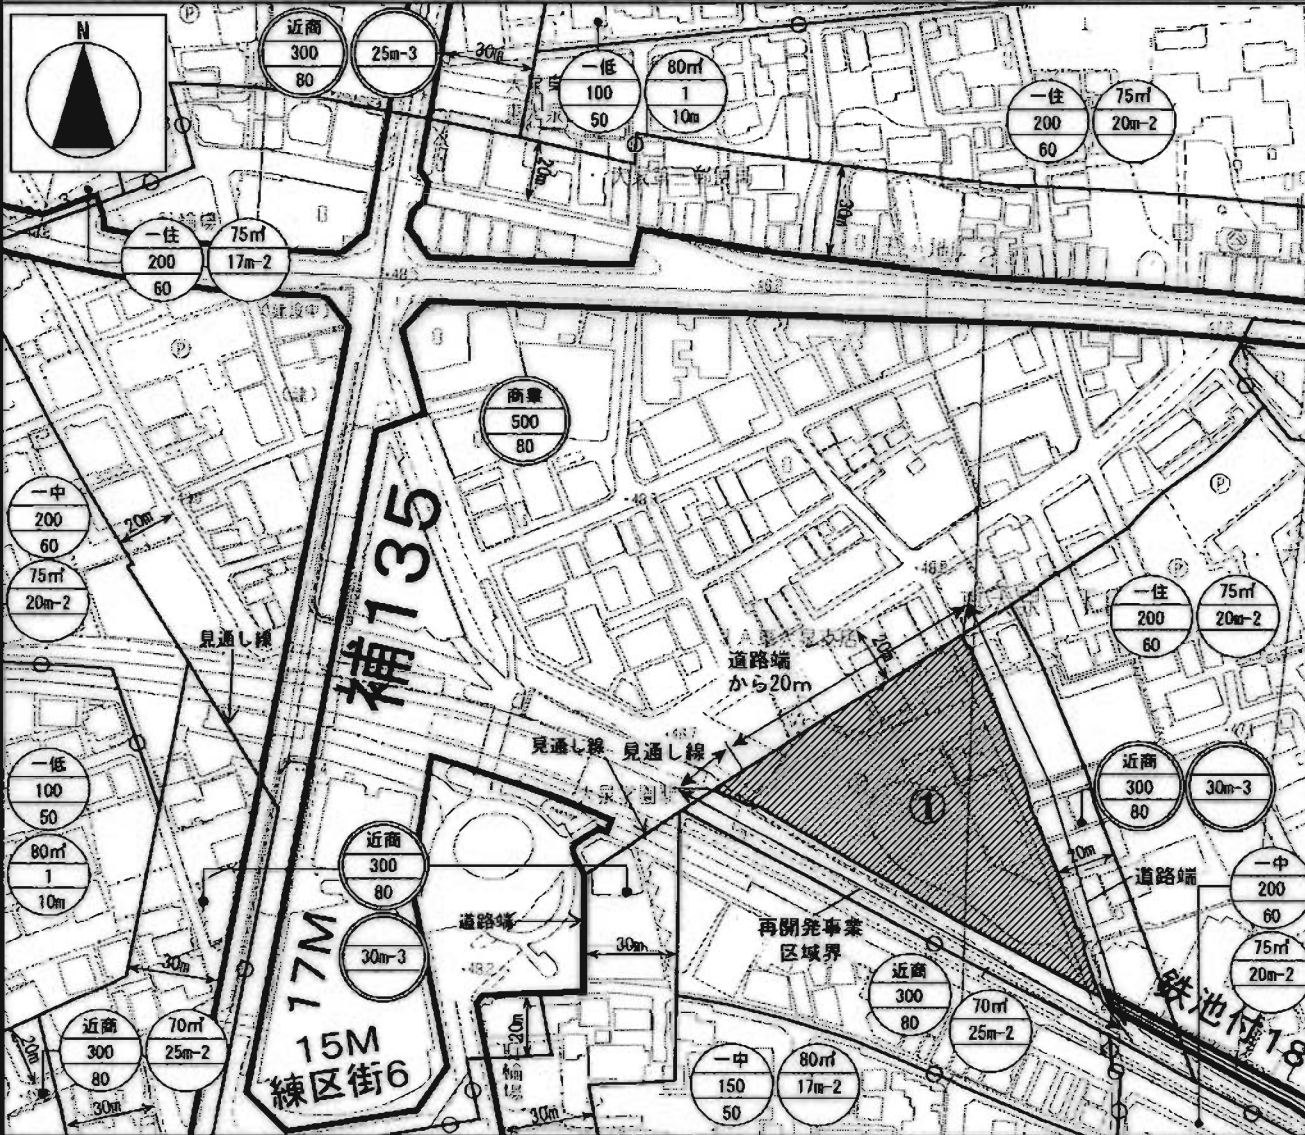 N
近商
300
80
25m-3
30m
一低
100
50
80㎡
1
10m
一住
200
60
75㎡
20m-2
20m
30m
一住
200
60
75㎡
17m-2
商業
500
80
一中
200
60
75㎡
20m-2
20m
見通し線
補135
道路端
から20m
20m
一住
200
60
75㎡
20m-2
見通し線
見通し線
①
近商
300
80
30m-3
20m
道路端
一低
100
50
80㎡
1
10m
近商
300
80
30m-3
道路端
30m
再開発事業
区域界
一中
200
60
75㎡
20m-2
30m
17M
15M
練区街6
近商
300
80
70㎡
25m-2
鉄池付18
近商
300
80
70㎡
25m-2
20m
30m
20m
30m
一中
150
50
80㎡
17m-2